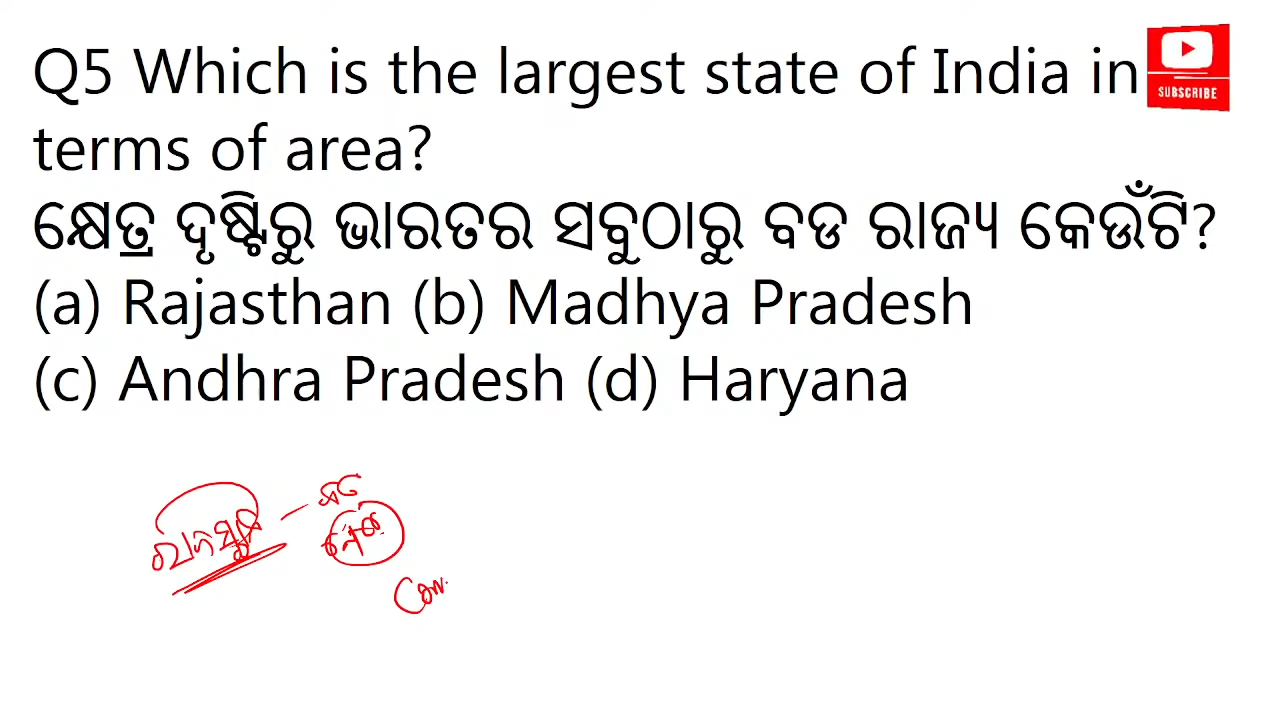 Q5 Which is the largest state of India in
SUBSCRIBE
terms of area?
କ୍ଷେତ୍ର ଦୃଷ୍ଟିରୁ ଭାରତର ସବୁଠାରୁ ବଡ ରାଜ୍ୟ କେଉଁଟି?
(a) Rajasthan (b) Madhya Pradesh
(c) Andhra Pradesh (d) Haryana